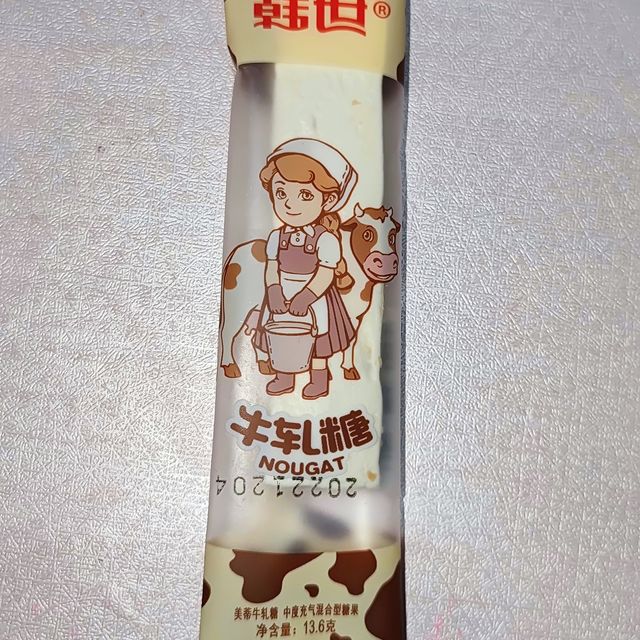 韩世®
牛轧糖
NOUGAT
20221204
美蒂牛轧糖 中度充气混合型糖果
净含量：13.6克